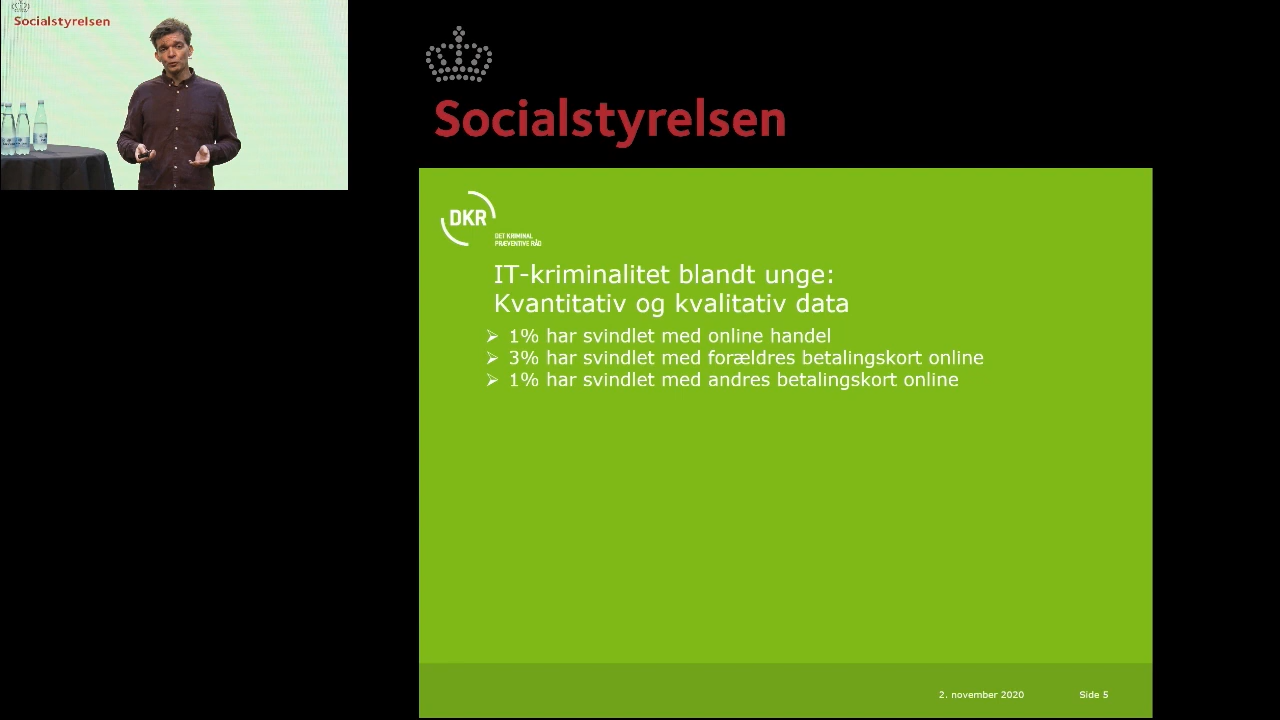 Socialstyrelsen
Socialstyrelsen
DKR
DET KRIMINAL
PRÆVENTIVE RÅD
IT-kriminalitet blandt unge:
Kvantitativ og kvalitativ data
➢ 1% har svindlet med online handel
➢ 3% har svindlet med forældres betalingskort online
➢ 1% har svindlet med andres betalingskort online
2. november 2020 Side 5